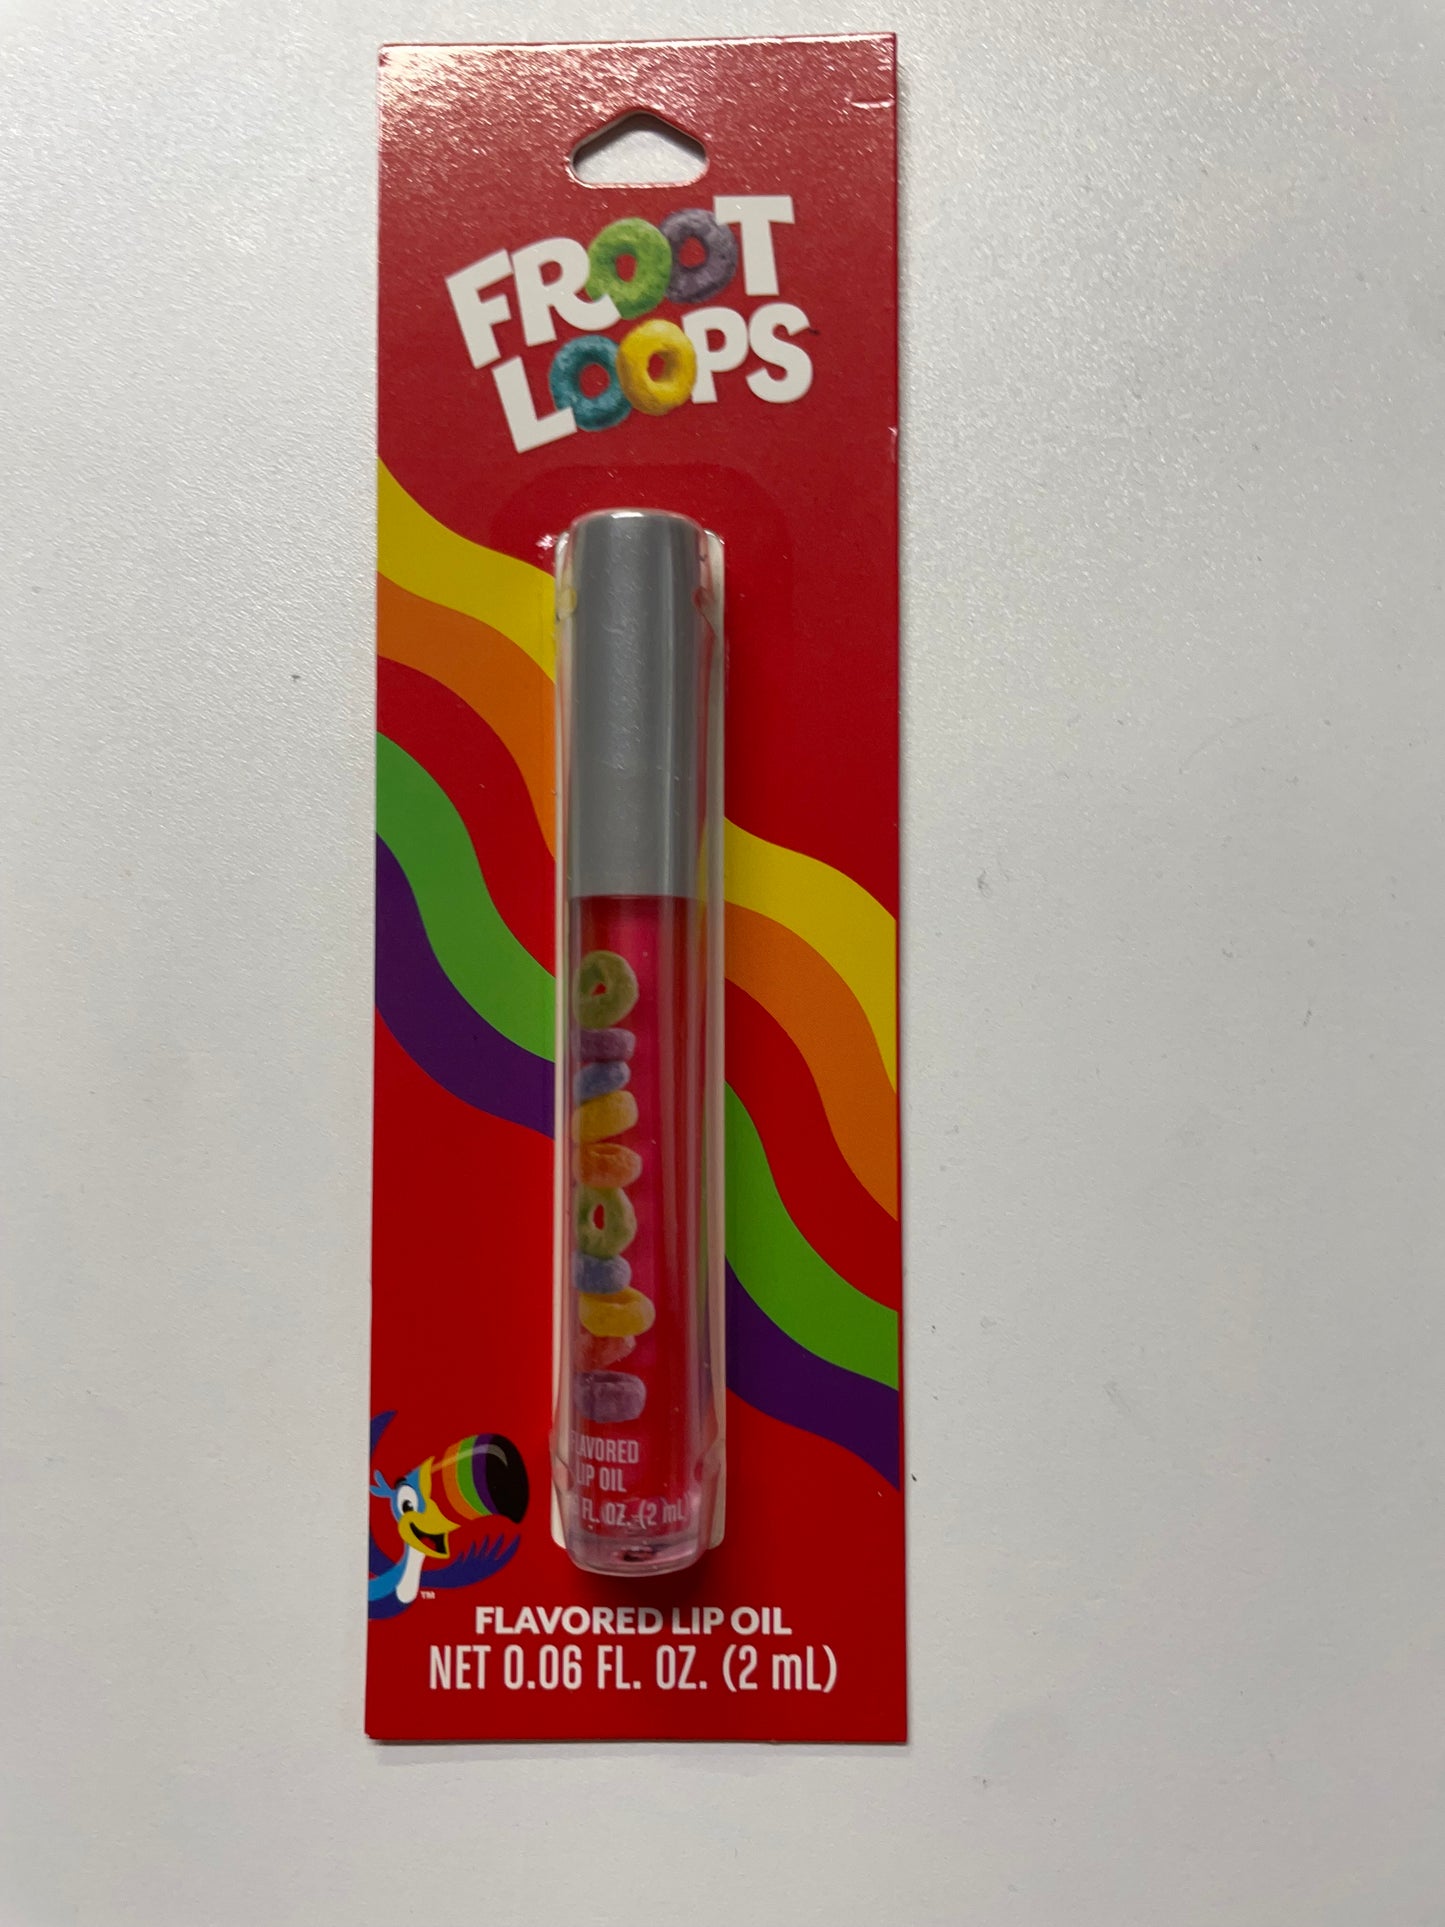 FROOT
LOOPS
FLAVORED
LIP OIL
FL. OZ. (2 mL)
TM
FLAVORED LIP OIL
NET 0.06 FL. OZ. (2 mL)